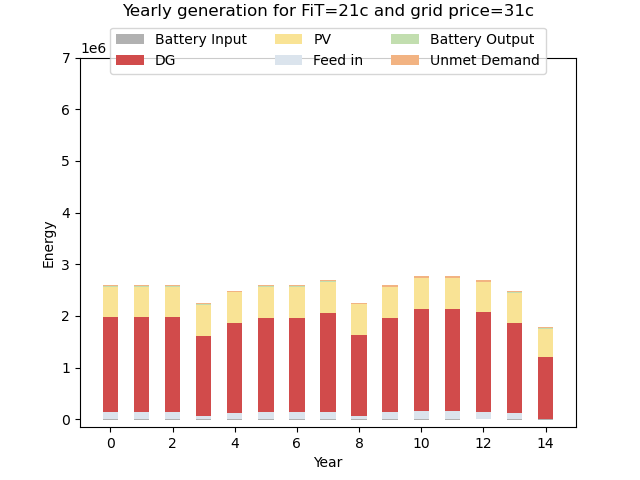 Yearly generation for FiT=21c and grid price=31c
Battery Input PV Battery Output
DG Feed in Unmet Demand
1e6
7
6
5
4
3
2
1
0
Energy
0 2 4 6 8 10 12 14
Year